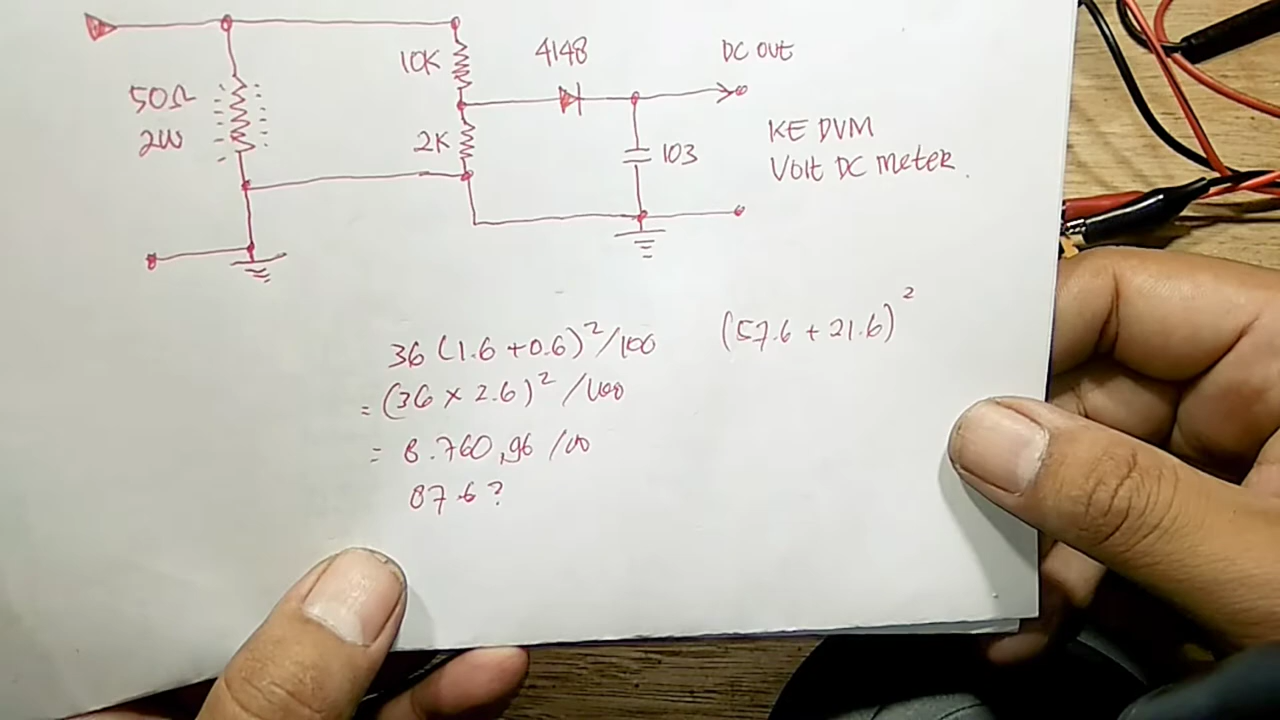 10K
4148
DC OUT
50Ω
2W
2K
103
KE DVM
Volt DC meter.
36 (1.6 + 0.6)²/100
(57.6 + 21.6)²
= (36 × 2.6)² /100
= 8.760,96 /00
87.6?